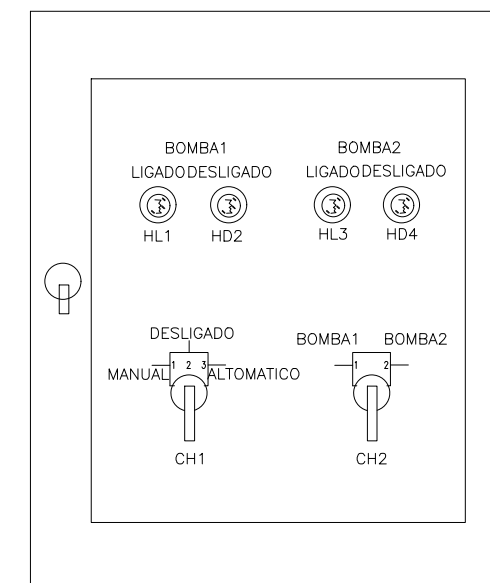 BOMBA1 BOMBA2
LIGADO DESLIGADO LIGADO DESLIGADO
HL1 HD2 HL3 HD4
DESLIGADO
BOMBA1 BOMBA2
1 2 3 1 2
MANUAL ALTOMATICO
CH1 CH2